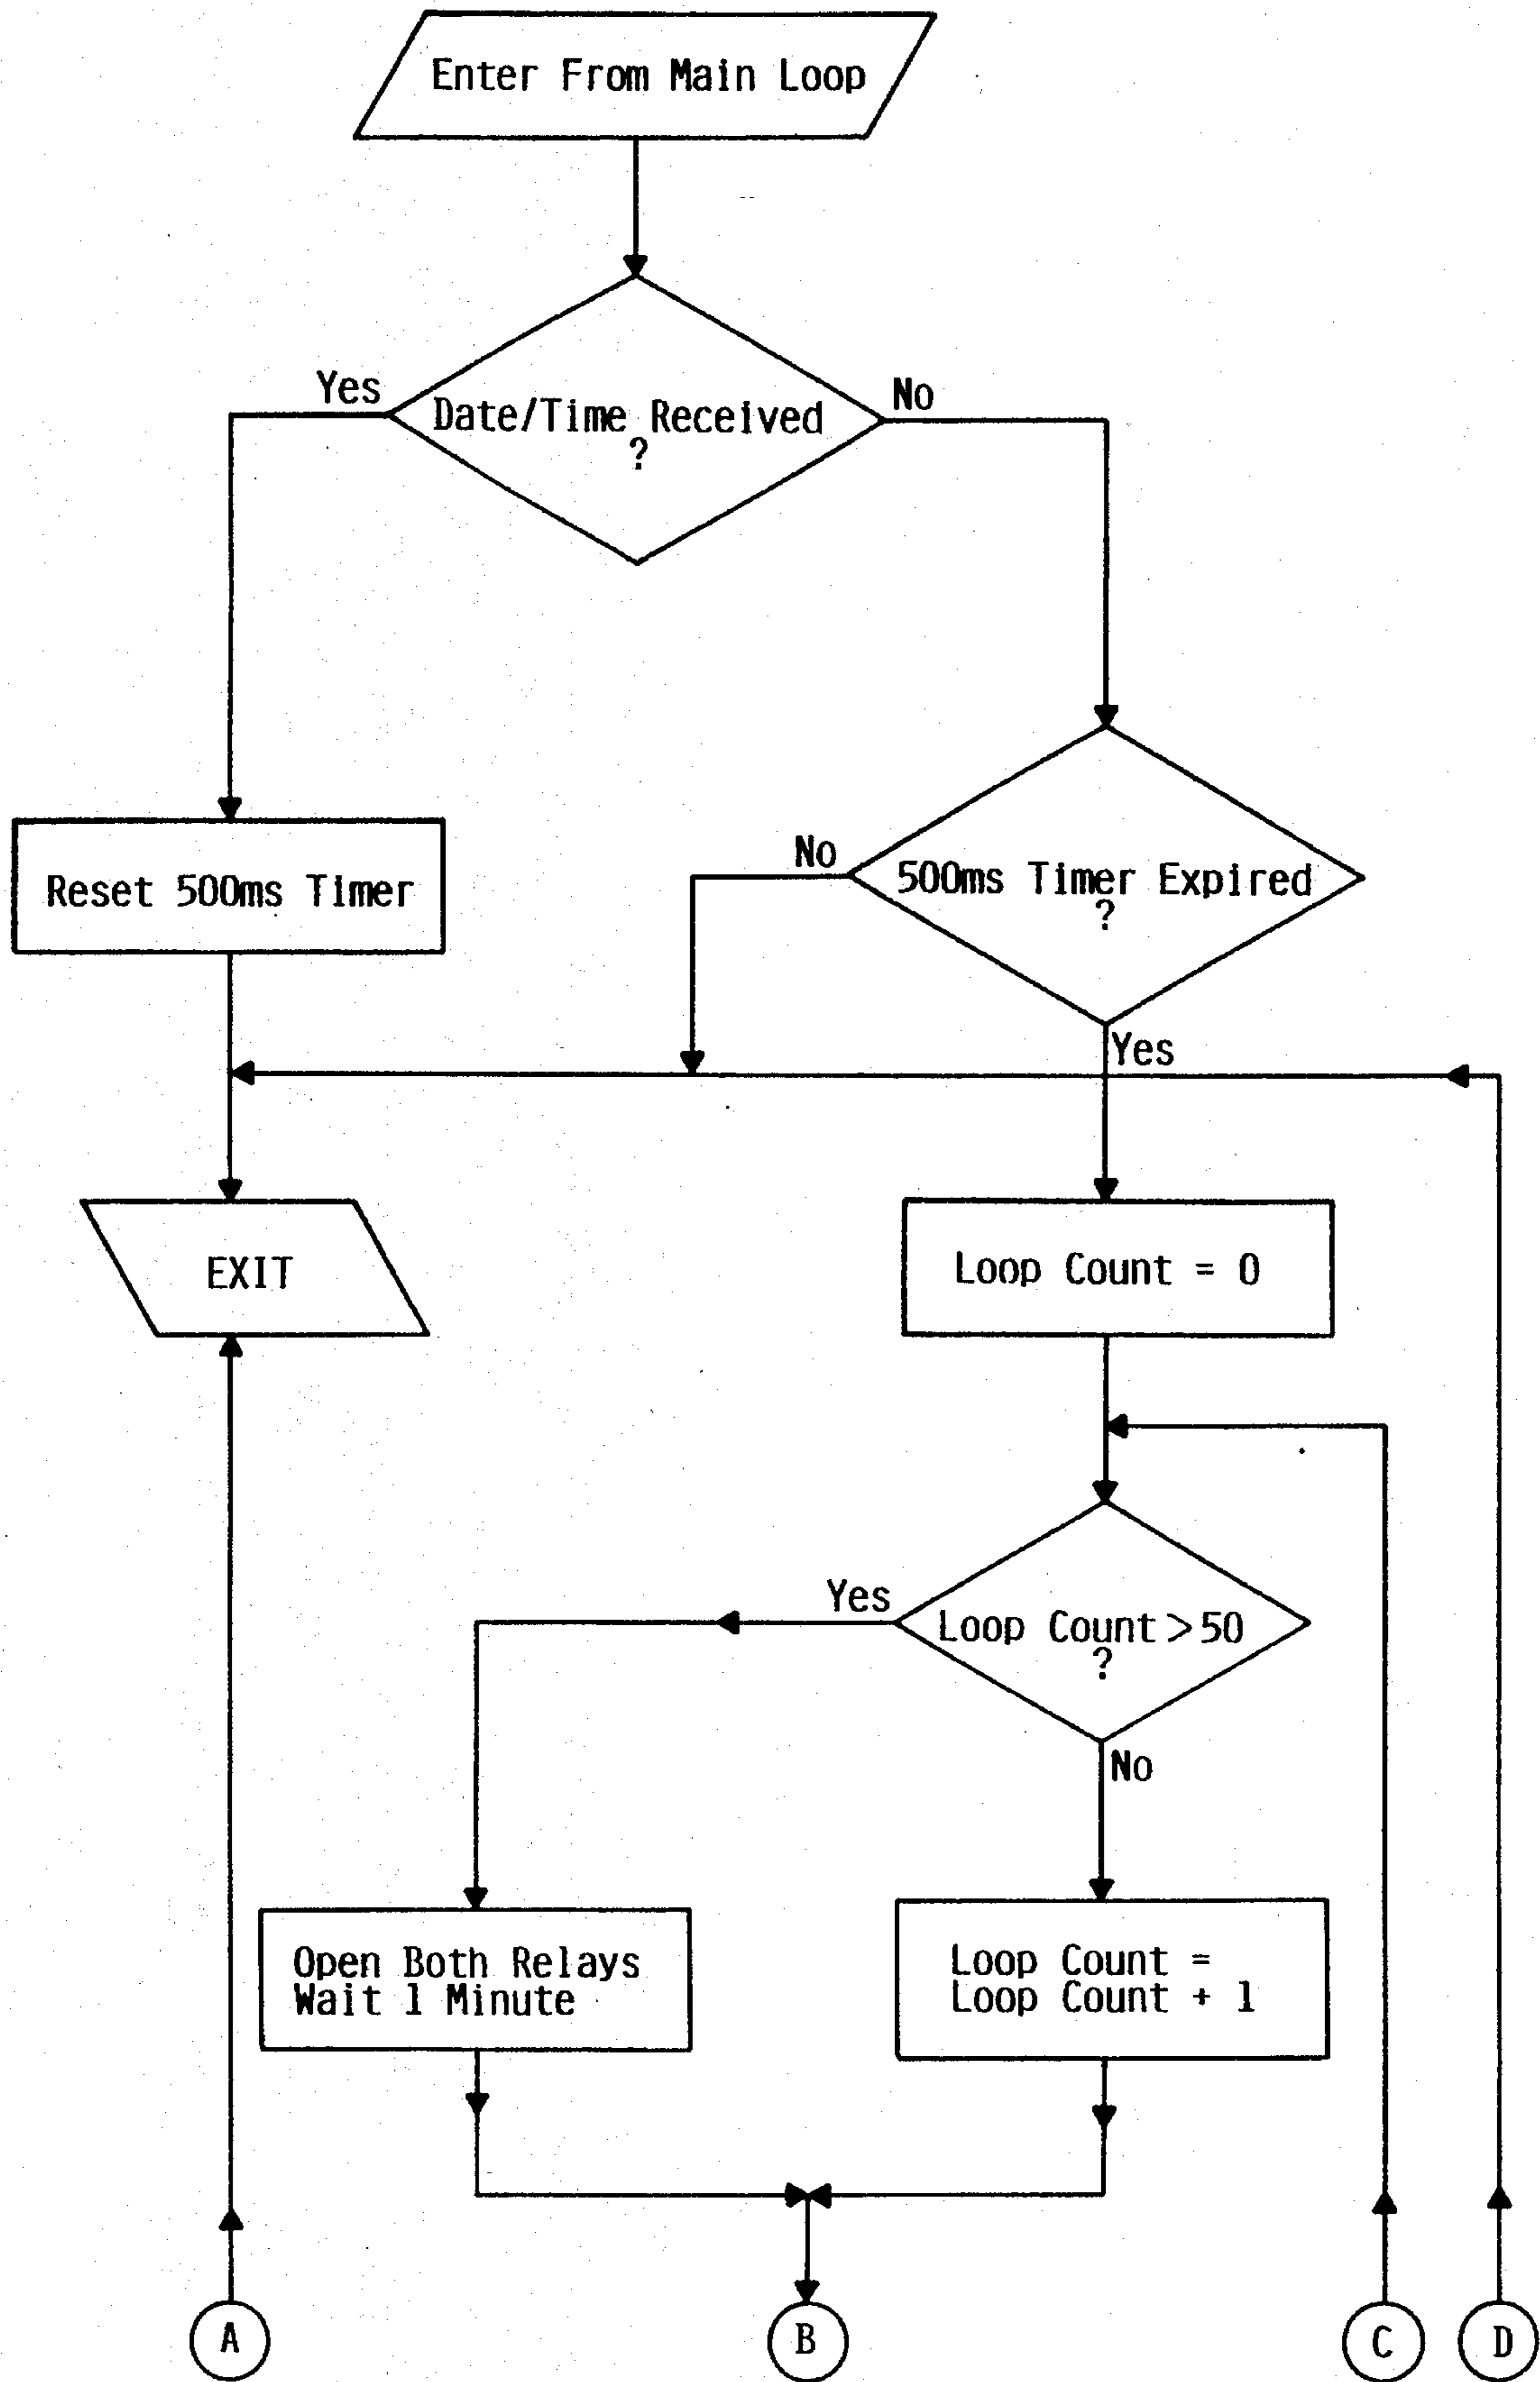 Enter From Main Loop
Yes
No
Date/Time Received
?
No
500ms Timer Expired
?
Reset 500ms Timer
Yes
EXIT
Loop Count = 0
Yes
Loop Count > 50
?
No
Open Both Relays
Wait 1 Minute
Loop Count =
Loop Count + 1
A
B
C
D